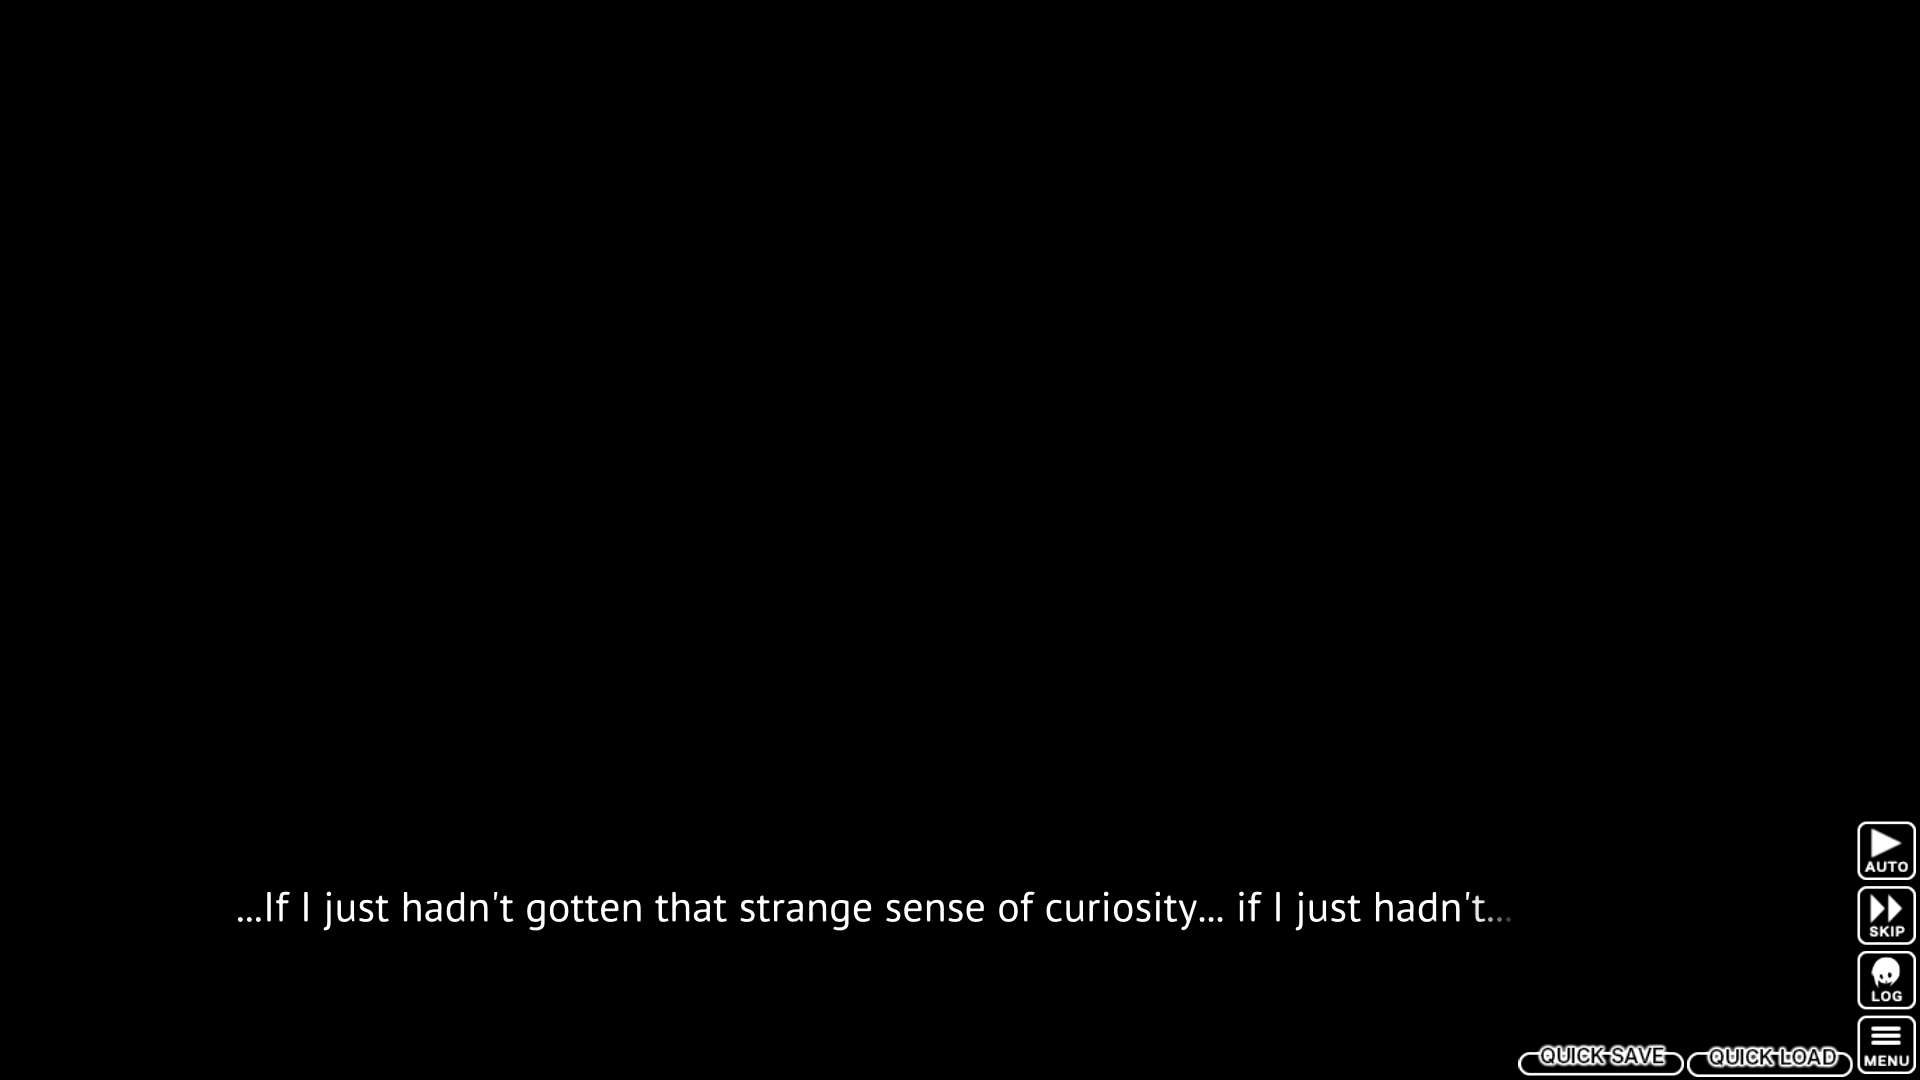 ...If I just hadn't gotten that strange sense of curiosity... if I just hadn't...
AUTO
SKIP
LOG
MENU
QUICK SAVE
QUICK LOAD